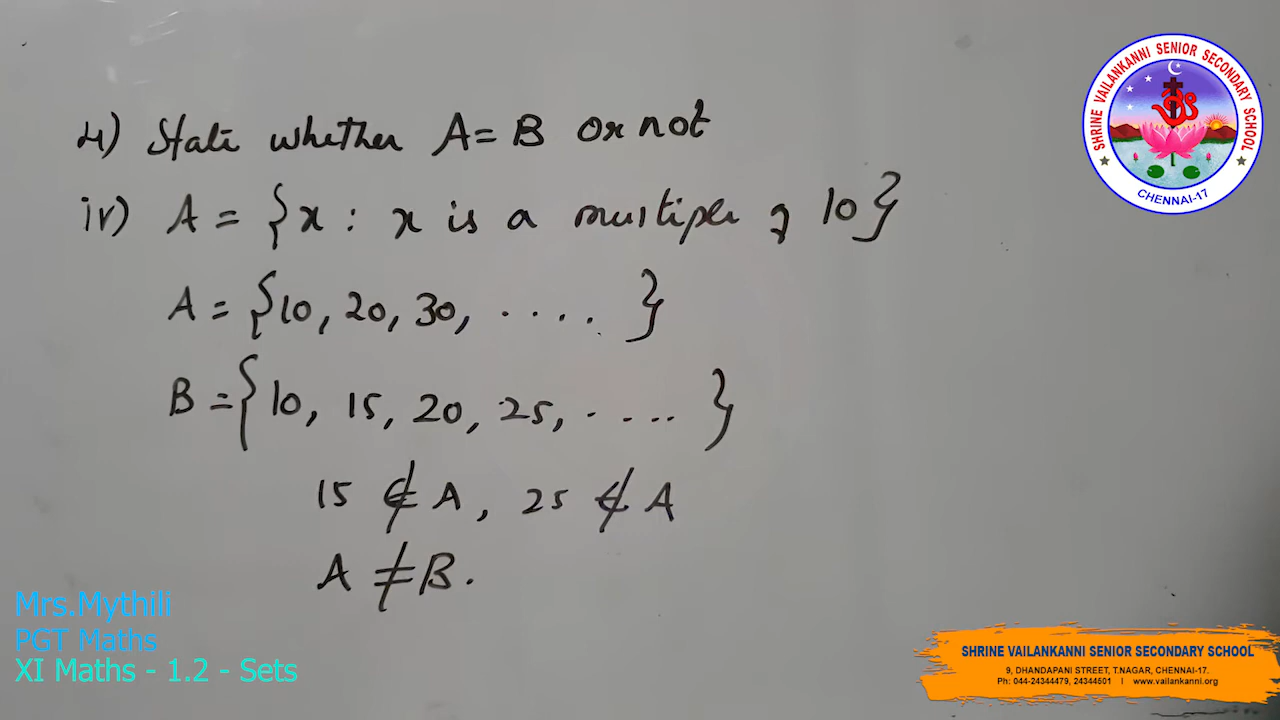 4) State whether A = B or not
iv) A = {x : x is a multiple of 10}
A = {10, 20, 30, ..... }
B = {10, 15, 20, 25, ..... }
15 ∉ A, 25 ∉ A
A ≠ B.
SHRINE VAILANKANNI SENIOR SECONDARY SCHOOL
CHENNAI-17
Mrs.Mythili
PGT Maths
XI Maths - 1.2 - Sets
SHRINE VAILANKANNI SENIOR SECONDARY SCHOOL
9, DHANDAPANI STREET, T.NAGAR, CHENNAI-17.
Ph: 044-24344479, 24344501 | www.vailankanni.org